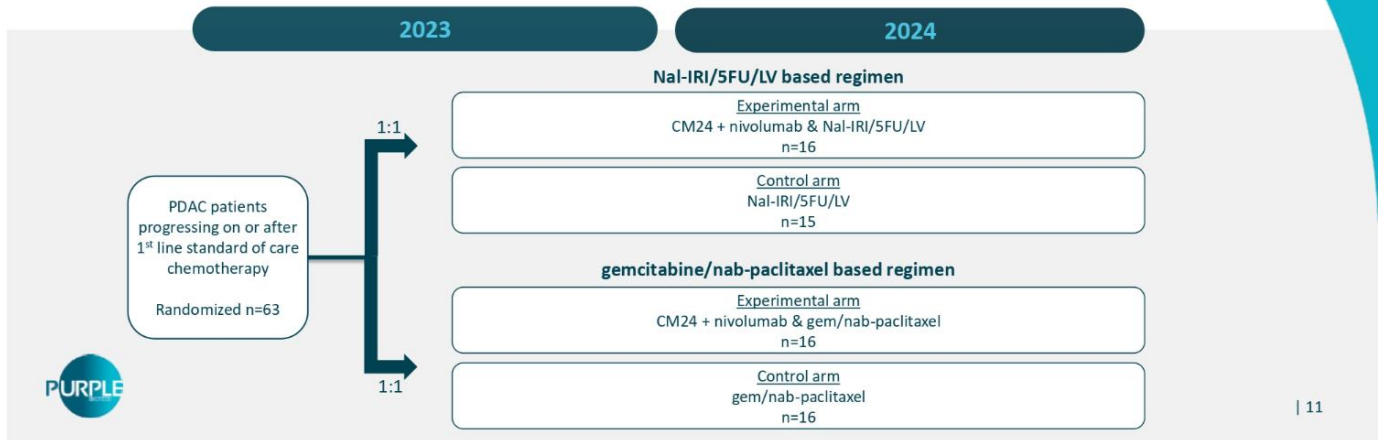 2023
2024
Nal-IRI/5FU/LV based regimen
Experimental arm
CM24 + nivolumab & Nal-IRI/5FU/LV
n=16
1:1
Control arm
Nal-IRI/5FU/LV
n=15
PDAC patients
progressing on or after
1st line standard of care
chemotherapy
Randomized n=63
gemcitabine/nab-paclitaxel based regimen
Experimental arm
CM24 + nivolumab & gem/nab-paclitaxel
n=16
1:1
Control arm
gem/nab-paclitaxel
n=16
PURPLE
| 11